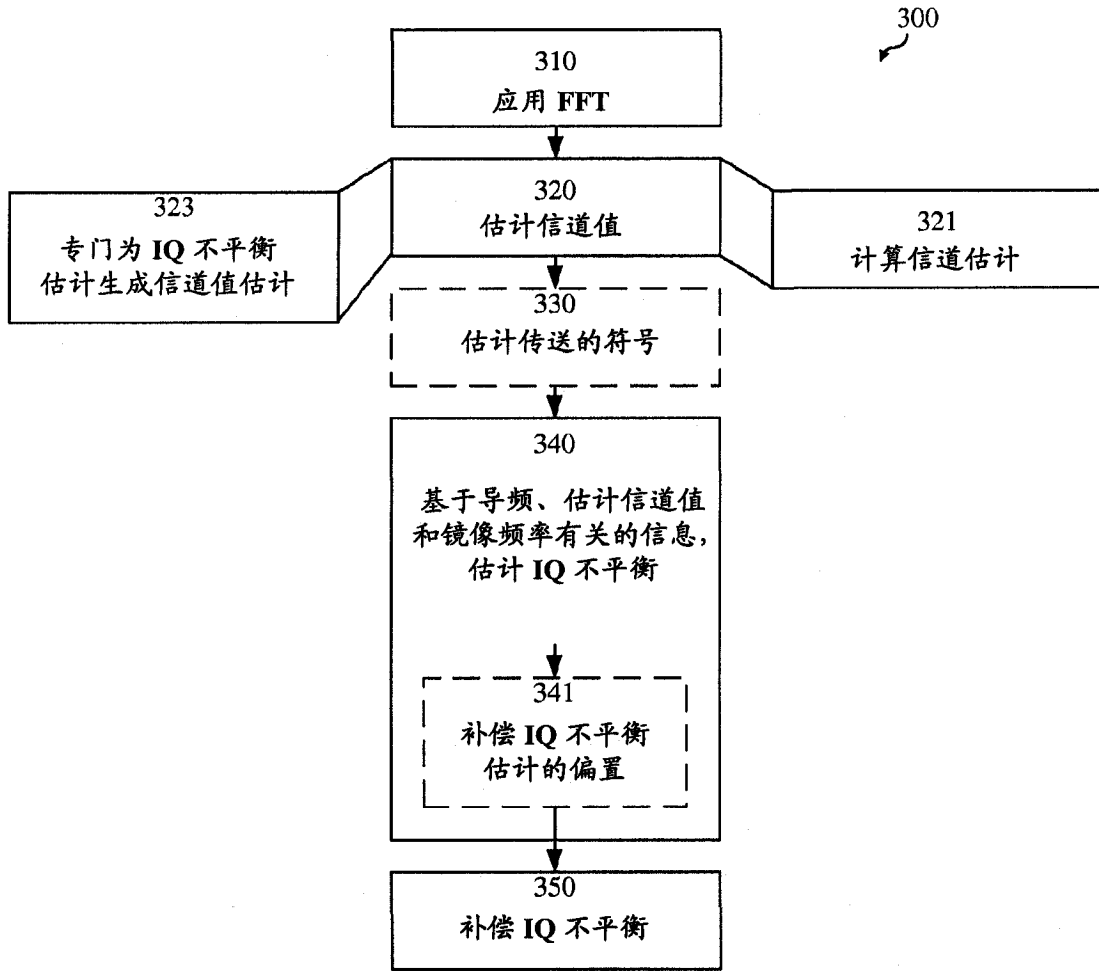 300
310
应用 FFT
320
估计信道值
323
专门为 IQ 不平衡
估计生成信道值估计
321
计算信道估计
330
估计传送的符号
340
基于导频、估计信道值
和镜像频率有关的信息，
估计 IQ 不平衡
341
补偿 IQ 不平衡
估计的偏置
350
补偿 IQ 不平衡